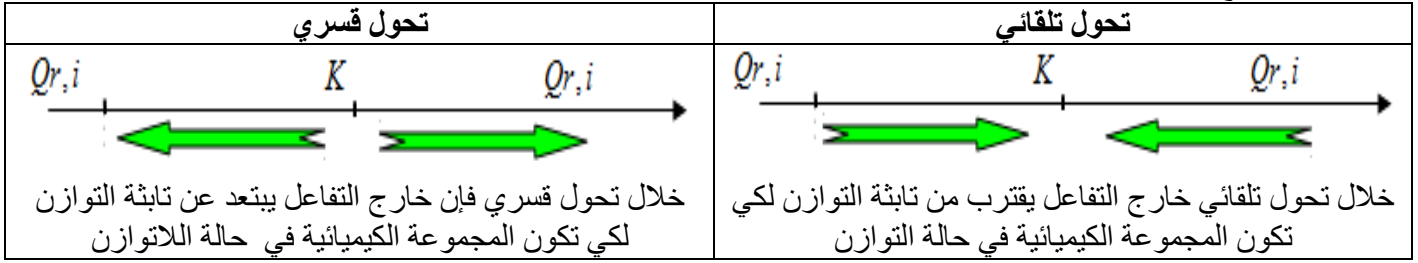 تحول تلقائي
Qr,i K Qr,i
خلال تحول تلقائي خارج التفاعل يقترب من تابثة التوازن لكي
تكون المجموعة الكيميائية في حالة التوازن
تحول قسري
Qr,i K Qr,i
خلال تحول قسري فإن خارج التفاعل يبتعد عن تابثة التوازن
لكي تكون المجموعة الكيميائية في حالة اللاتوازن